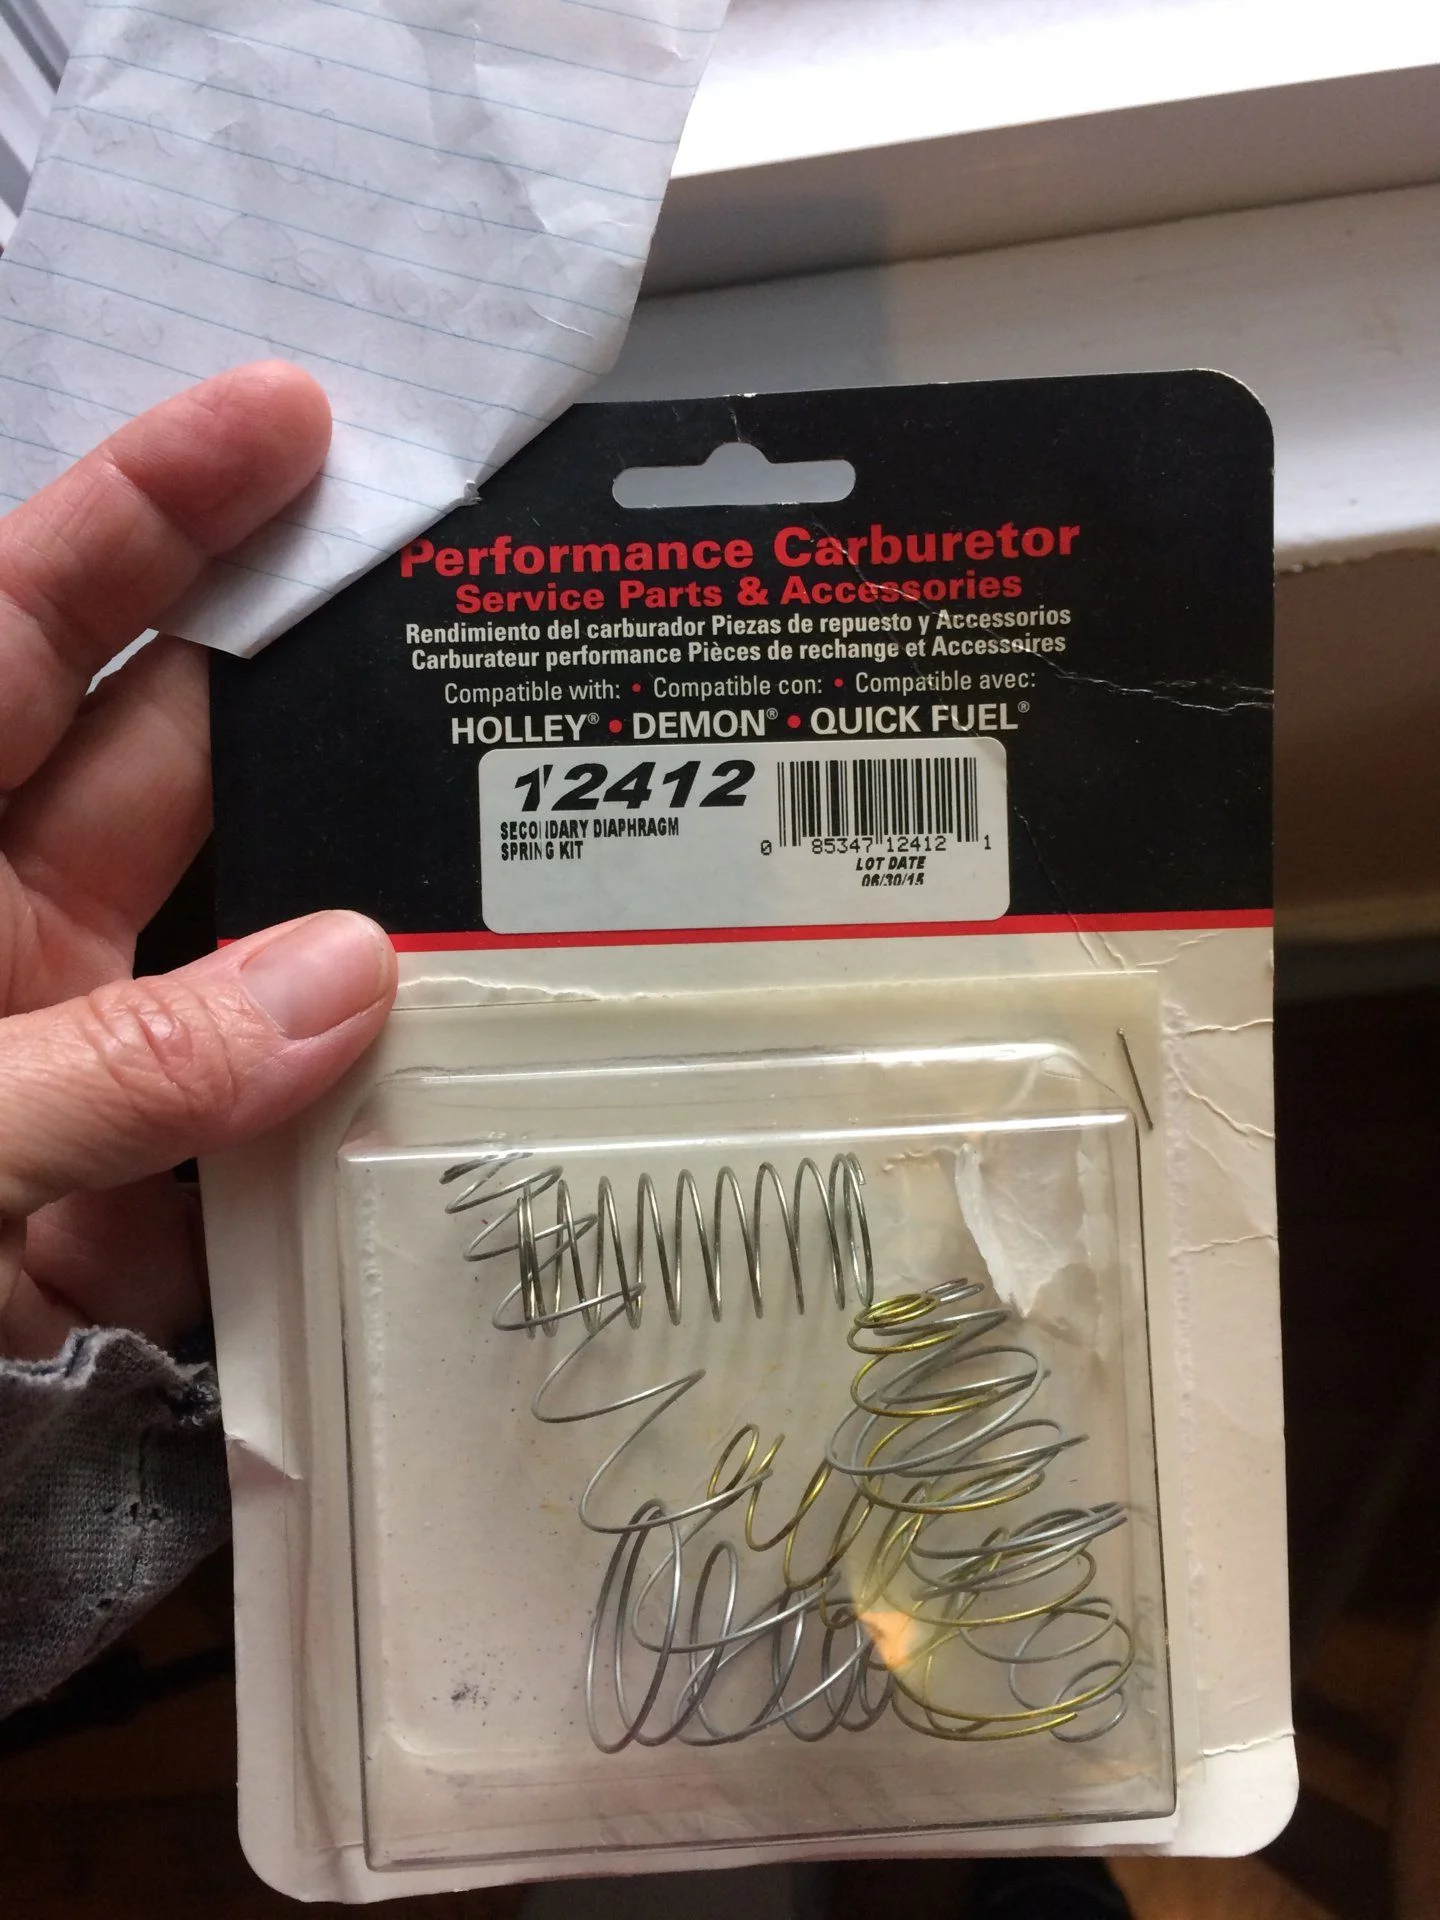 Performance Carburetor
Service Parts & Accessories
Rendimiento del carburador Piezas de repuesto y Accessorios
Carburateur performance Pièces de rechange et Accessoires
Compatible with: • Compatible con: • Compatible avec:
HOLLEY® • DEMON® • QUICK FUEL®
12412
SECONDARY DIAPHRAGM
SPRING KIT
0 85347 12412 1
LOT DATE
06/30/15